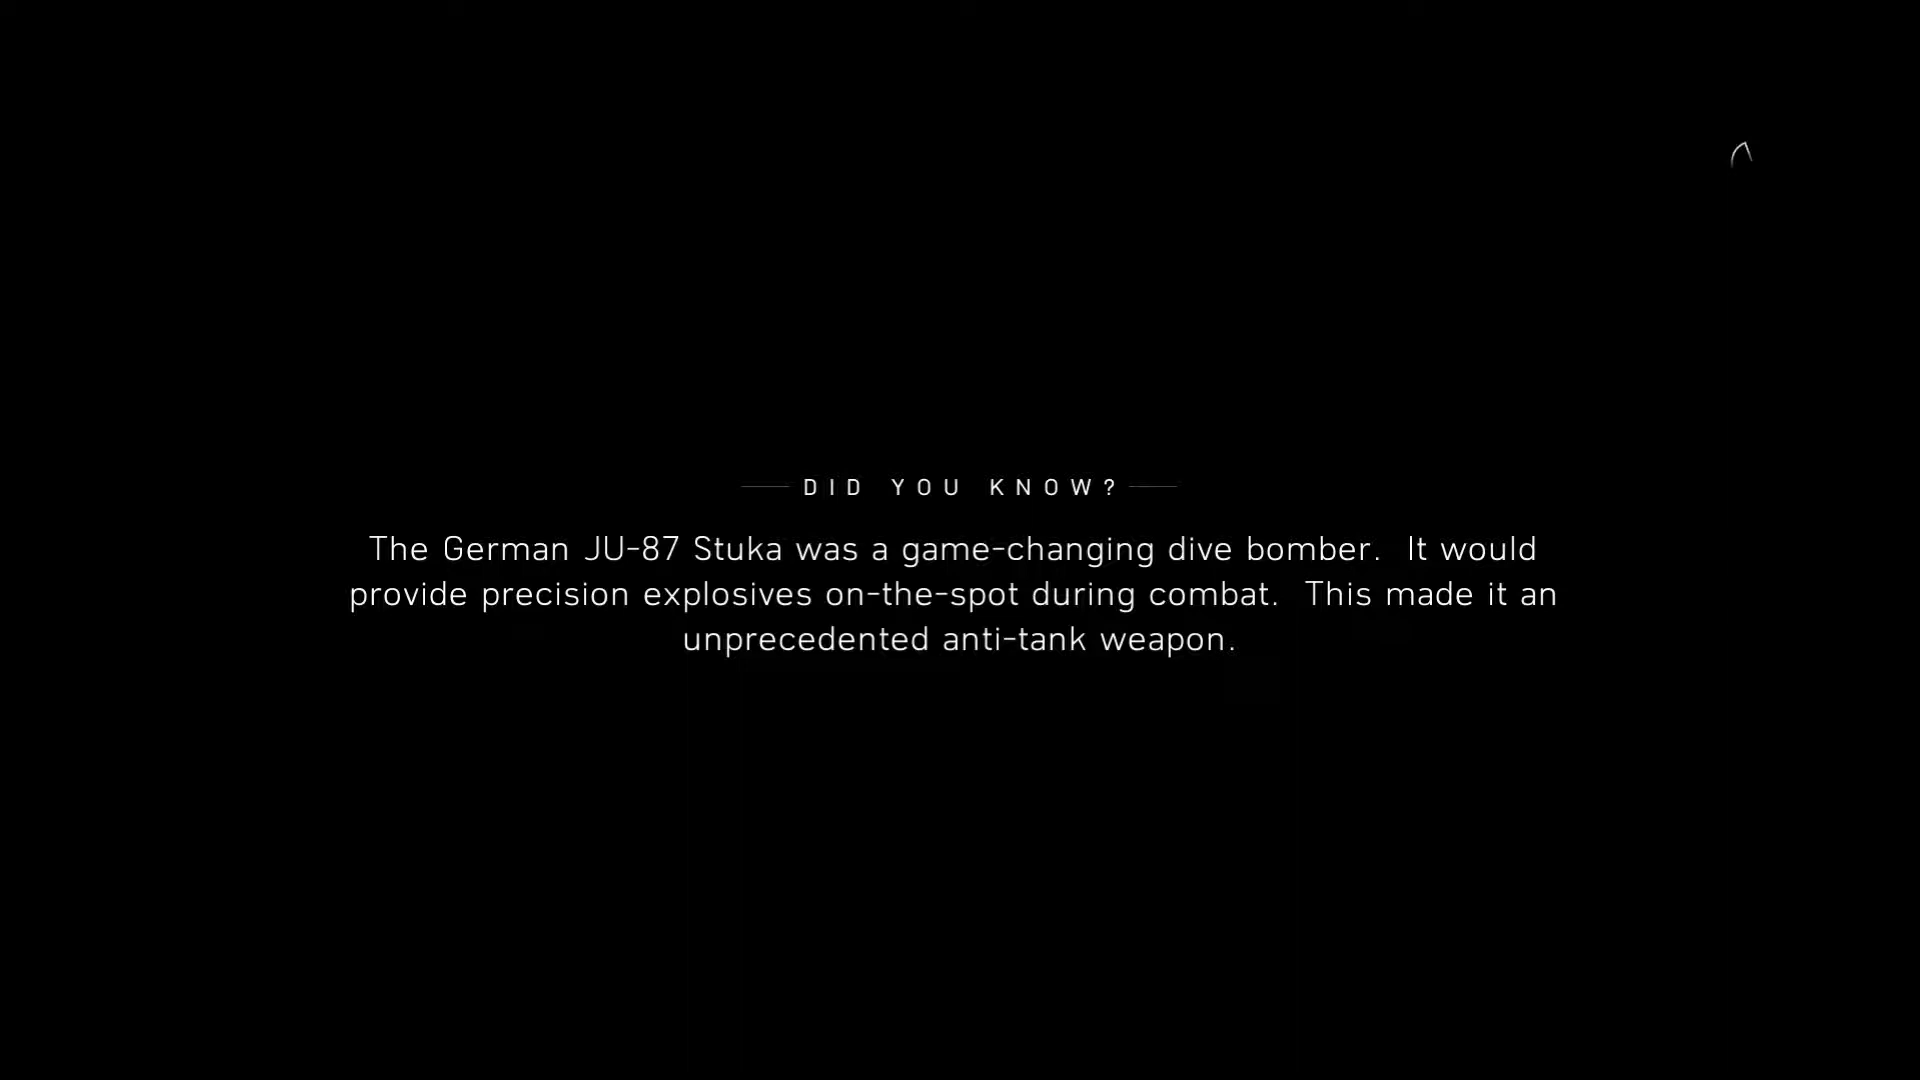 DID YOU KNOW?
The German JU-87 Stuka was a game-changing dive bomber.  It would
provide precision explosives on-the-spot during combat.  This made it an
unprecedented anti-tank weapon.